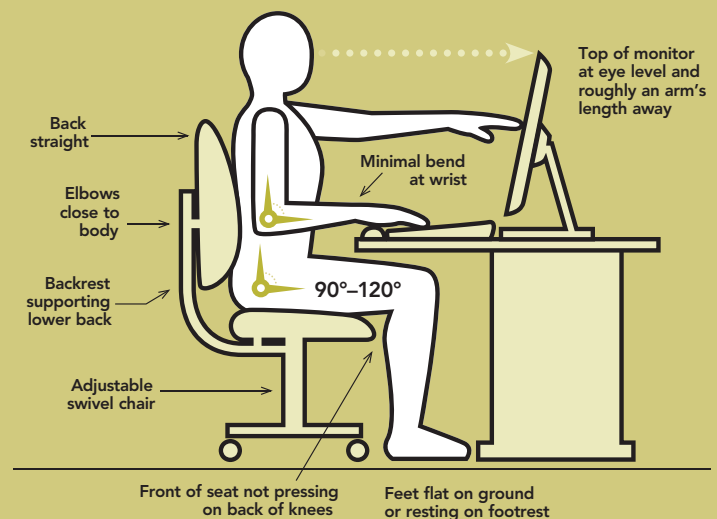 Top of monitor
at eye level and
roughly an arm's
length away
Back
straight
Minimal bend
at wrist
Elbows
close to
body
Backrest
supporting
lower back
90°–120°
Adjustable
swivel chair
Front of seat not pressing
on back of knees
Feet flat on ground
or resting on footrest